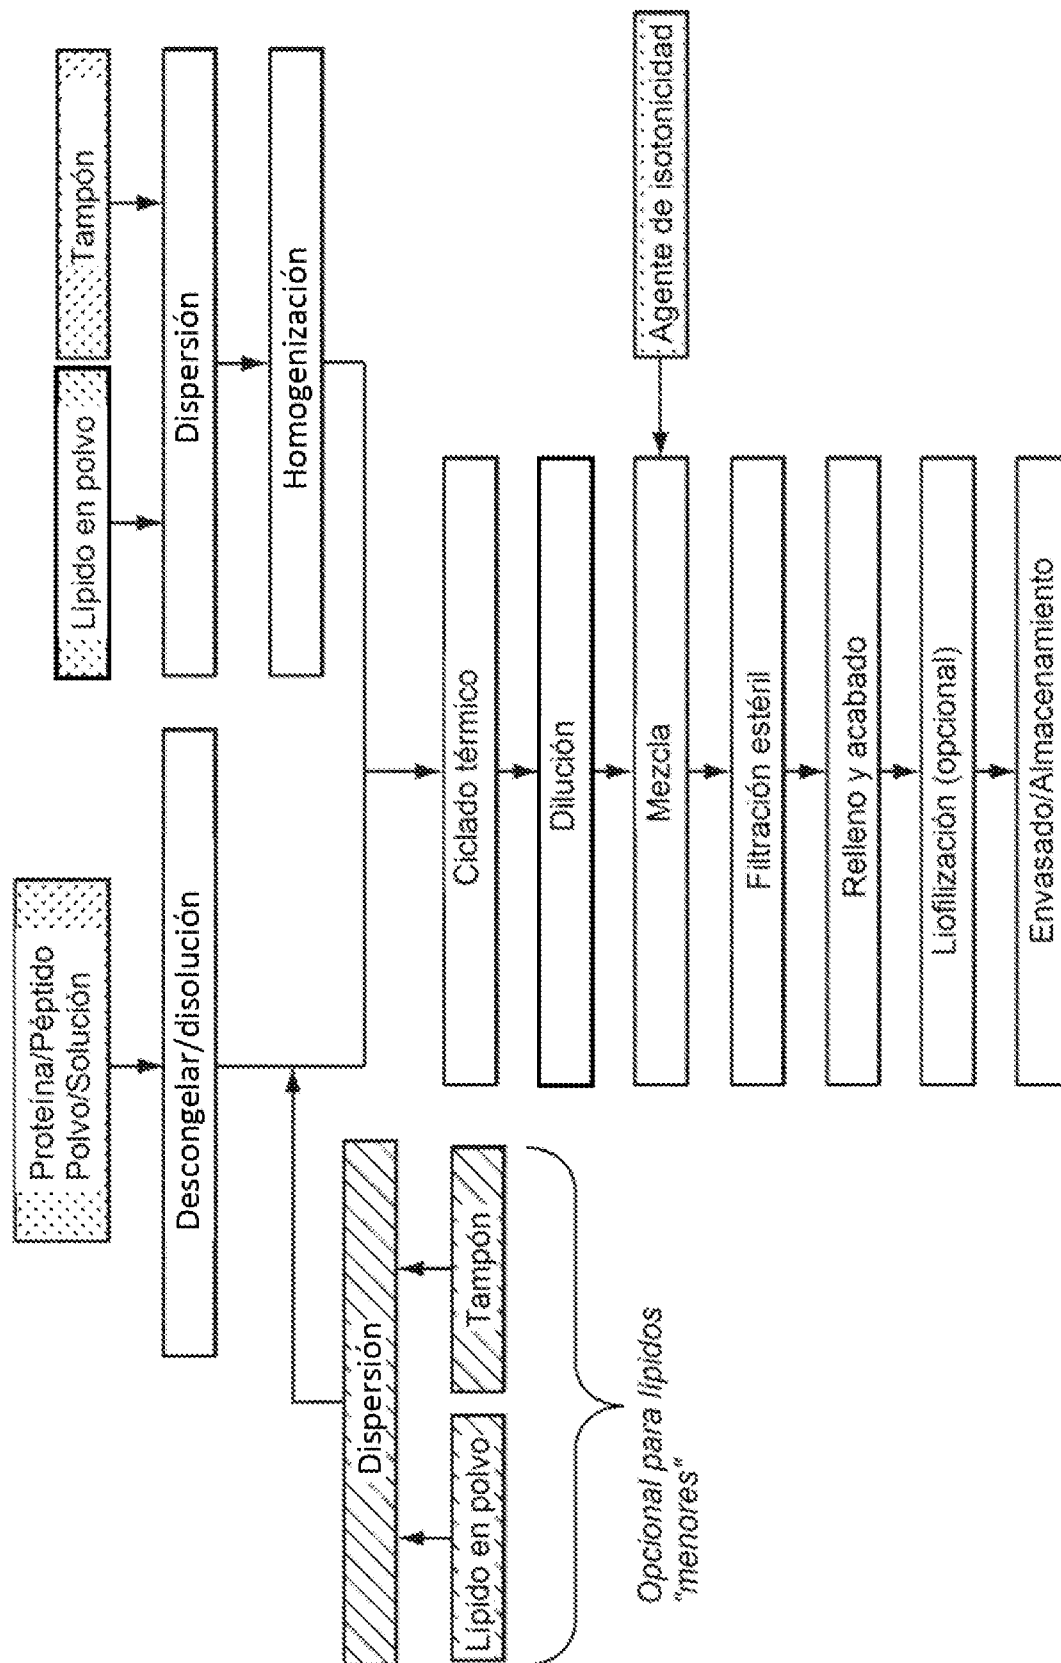 Proteína/Péptido
Polvo/Solución
Lípido en polvo
Tampón
Descongelar/disolución
Dispersión
Homogenización
Dispersión
Lípido en polvo
Tampón
Opcional para lípidos
"menores"
Ciclado térmico
Dilución
Mezcla
Agente de isotonicidad
Filtración estéril
Relleno y acabado
Liofilización (opcional)
Envasado/Almacenamiento